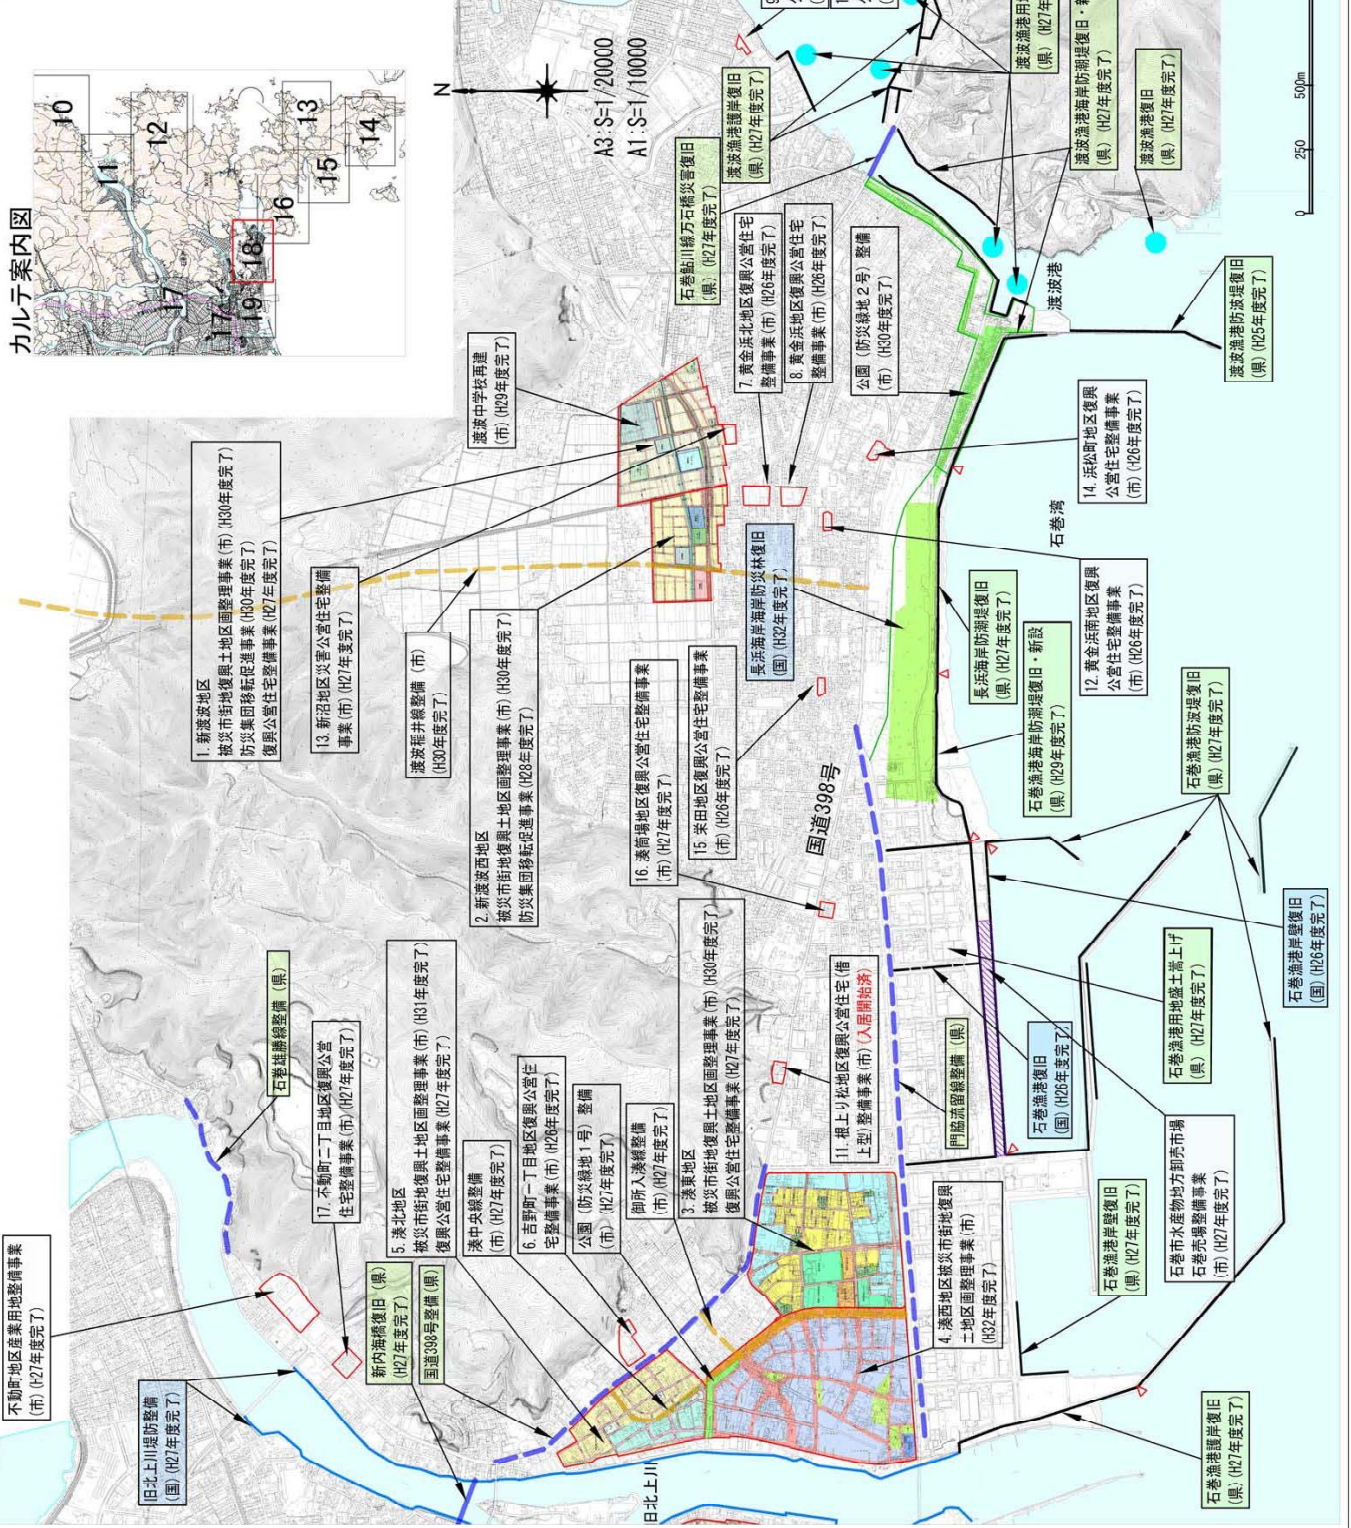 カルテ案内図
10
11
12
13
14
15
16
17
17
18
19
N
A3:S=1/20000
A1:S=1/10000
0
250
500m
不動町地区産業用地整備事業
(市)(H27年度完了)
旧北上川堤防整備
(国)(H27年度完了)
石巻雄勝線整備 (県)
17. 不動町二丁目地区復興公営
住宅整備事業(市)(H27年度完了)
新内海橋復旧(県)
(H27年度完了)
国道398号整備(県)
5. 湊北地区
被災市街地復興土地区画整理事業(市)(H31年度完了)
復興公営住宅整備事業(H27年度完了)
湊中央線整備
(市)(H27年度完了)
6. 吉野町一丁目地区復興公営住
宅整備事業(市)(H26年度完了)
公園(防災緑地1号)整備
(市)(H27年度完了)
御所入湊線整備
(市)(H27年度完了)
3. 湊東地区
被災市街地復興土地区画整理事業(市)(H30年度完了)
復興公営住宅整備事業(H27年度完了)
11. 根上り松地区復興公営住宅(借
上型)整備事業(市)(入居開始済)
門脇流留線整備 (県)
4. 湊西地区被災市街地復興
土地区画整理事業(市)
(H32年度完了)
旧北上川
1. 新渡波地区
被災市街地復興土地区画整理事業(市)(H30年度完了)
防災集団移転促進事業(H30年度完了)
復興公営住宅整備事業(H27年度完了)
13. 新沼地区災害公営住宅整備
事業(市)(H27年度完了)
渡波稲井線整備 (市)
(H30年度完了)
2. 新渡波西地区
被災市街地復興土地区画整理事業(市)(H30年度完了)
防災集団移転促進事業(H28年度完了)
16. 湊筒場地区復興公営住宅整備事業
(市)(H27年度完了)
15. 栄田地区復興公営住宅整備事業
(市)(H26年度完了)
国道398号
渡波中学校再建
(市)(H29年度完了)
7. 黄金浜北地区復興公営住宅
整備事業(市)(H26年度完了)
8. 黄金浜地区復興公営住宅
整備事業(市)(H26年度完了)
長浜海岸海岸防災林復旧
(国)(H32年度完了)
公園(防災緑地2号)整備
(市)(H30年度完了)
石巻鮎川線万石橋災害復旧
(県)(H27年度完了)
渡波漁港護岸復旧
(県)(H27年度完了)
渡波漁港用地
(県)(H27年
渡波漁港海岸防潮堤復旧・新
(県)(H27年度完了)
渡波漁港復旧
(県)(H27年度完了)
渡波港
渡波漁港防波堤復旧
(県)(H25年度完了)
14. 浜松町地区復興
公営住宅整備事業
(市)(H26年度完了)
石巻湾
12. 黄金浜南地区復興
公営住宅整備事業
(市)(H26年度完了)
長浜海岸防潮堤復旧
(県)(H27年度完了)
石巻漁港海岸防潮堤復旧・新設
(県)(H29年度完了)
石巻漁港防波堤復旧
(県)(H27年度完了)
石巻漁港岸壁復旧
(国)(H26年度完了)
石巻漁港用地盛土嵩上げ
(県)(H27年度完了)
石巻漁港復旧
(国)(H26年度完了)
石巻市水産物地方卸売市場
石巻売場整備事業
(市)(H27年度完了)
石巻漁港岸壁復旧
(県)(H27年度完了)
石巻漁港護岸復旧
(県)(H27年度完了)